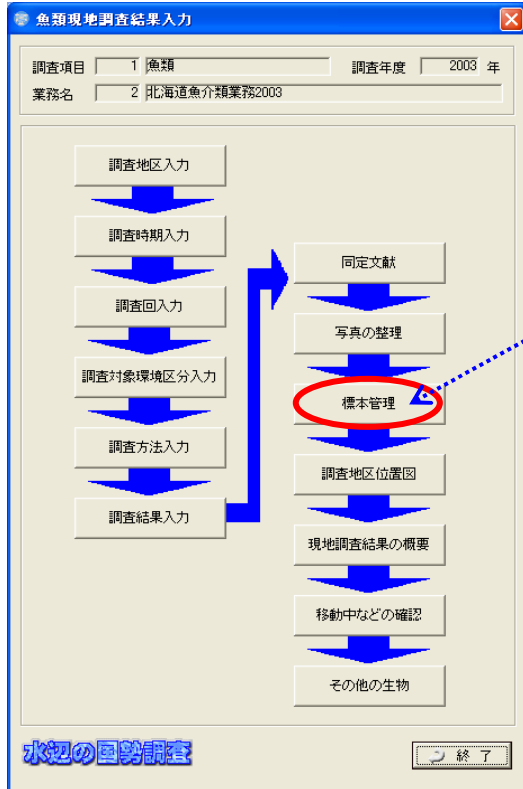 魚類現地調査結果入力
調査項目 1 魚類 調査年度 2003 年
業務名 2 北海道魚介類業務2003
調査地区入力
調査時期入力
調査回入力
調査対象環境区分入力
調査方法入力
調査結果入力
同定文献
写真の整理
標本管理
調査地区位置図
現地調査結果の概要
移動中などの確認
その他の生物
水辺の国勢調査
終 了